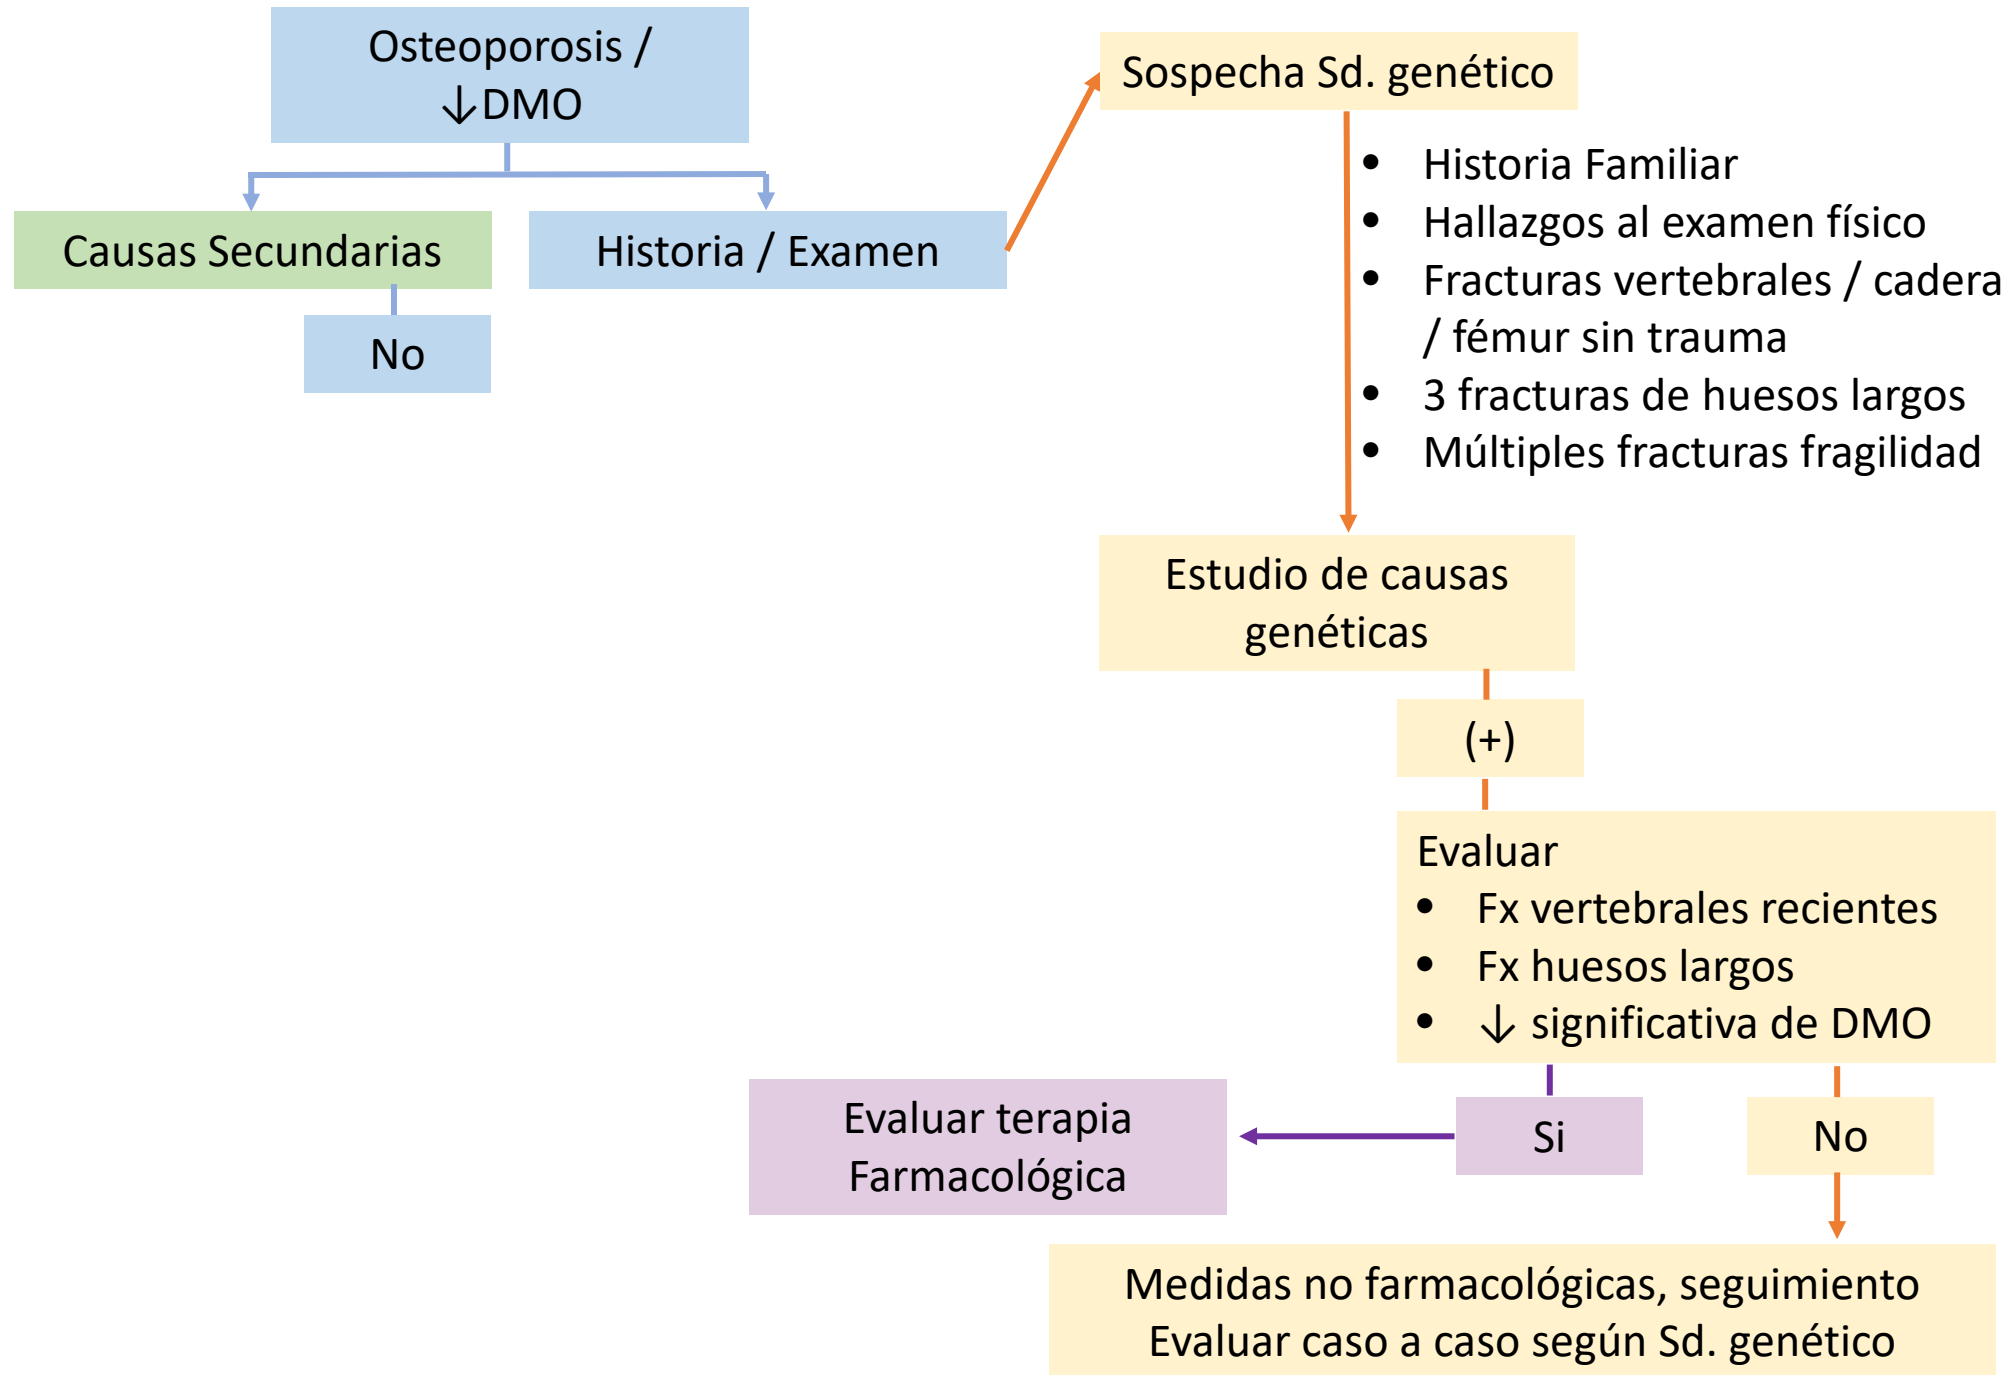 Osteoporosis /
↓DMO
Causas Secundarias
No
Historia / Examen
Sospecha Sd. genético
• Historia Familiar
• Hallazgos al examen físico
• Fracturas vertebrales / cadera
/ fémur sin trauma
• 3 fracturas de huesos largos
• Múltiples fracturas fragilidad
Estudio de causas
genéticas
(+)
Evaluar
• Fx vertebrales recientes
• Fx huesos largos
• ↓ significativa de DMO
Si
No
Evaluar terapia
Farmacológica
Medidas no farmacológicas, seguimiento
Evaluar caso a caso según Sd. genético